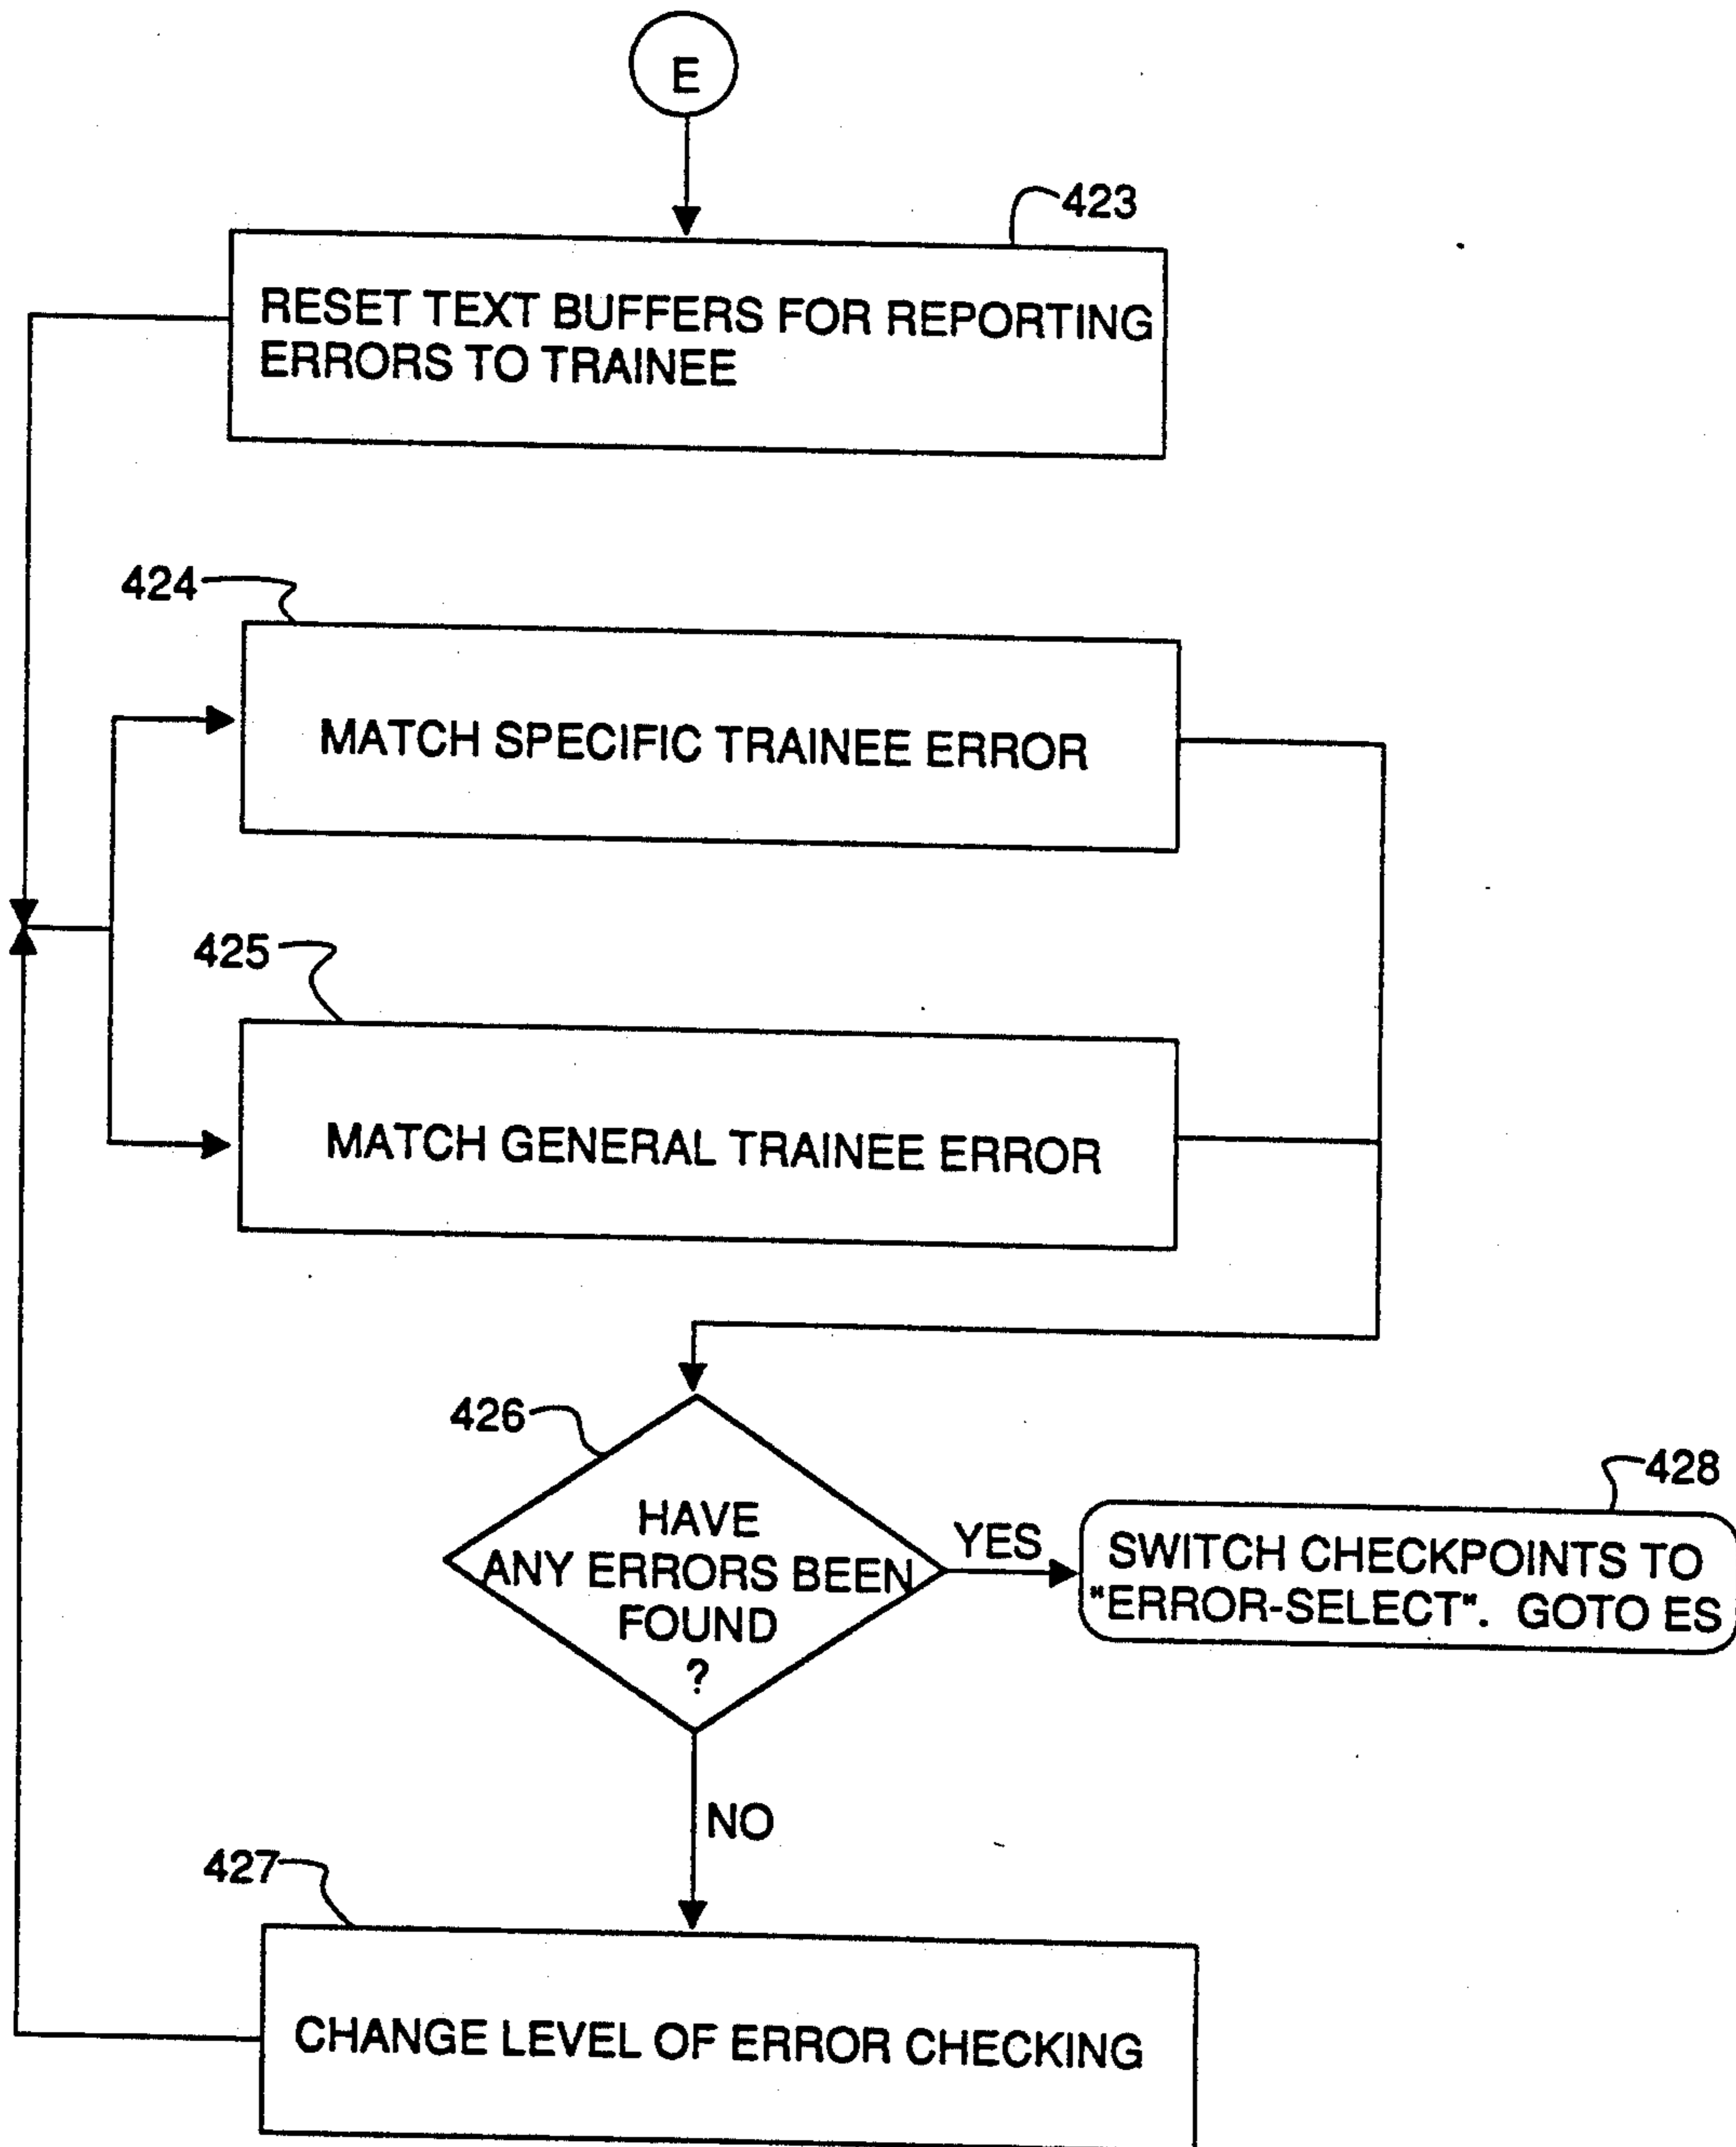 E
423
RESET TEXT BUFFERS FOR REPORTING
ERRORS TO TRAINEE
424
MATCH SPECIFIC TRAINEE ERROR
425
MATCH GENERAL TRAINEE ERROR
426
HAVE
ANY ERRORS BEEN
FOUND
?
YES
428
SWITCH CHECKPOINTS TO
"ERROR-SELECT". GOTO ES
NO
427
CHANGE LEVEL OF ERROR CHECKING